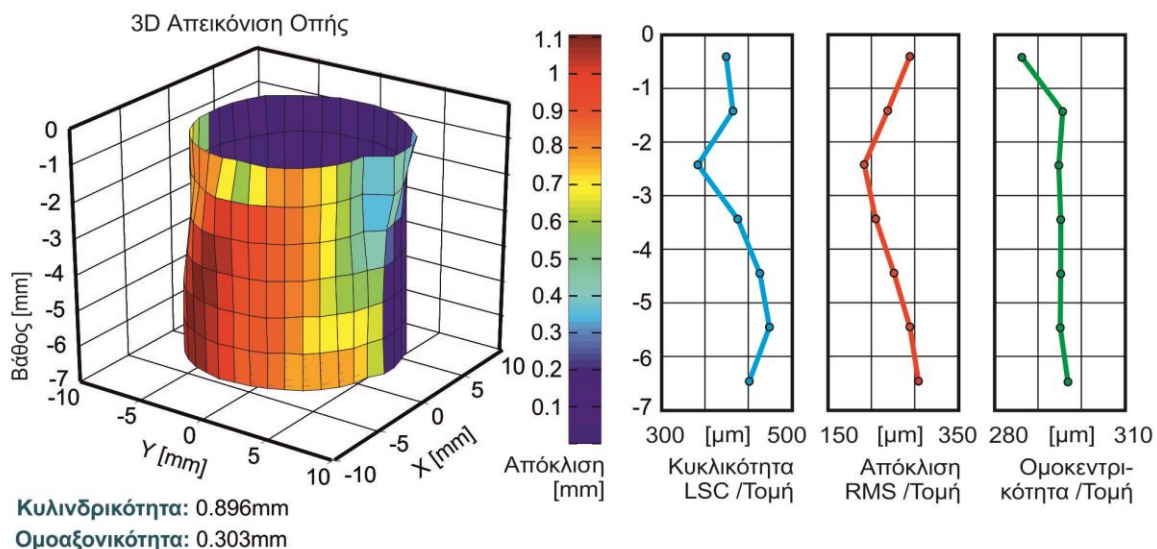 3D Απεικόνιση Οπής
0
-1
-2
-3
-4
-5
-6
-7
Βάθος [mm]
-10
-5
0
5
10
Y [mm]
-10
-5
0
5
10
X [mm]
1.1
1
0.9
0.8
0.7
0.6
0.5
0.4
0.3
0.2
0.1
Απόκλιση
[mm]
0
-1
-2
-3
-4
-5
-6
-7
300 [μm] 500
Κυκλικότητα
LSC /Τομή
150 [μm] 350
Απόκλιση
RMS /Τομή
280 [μm] 310
Ομοκεντρι-
κότητα /Τομή
Κυλινδρικότητα: 0.896mm
Ομοαξονικότητα: 0.303mm